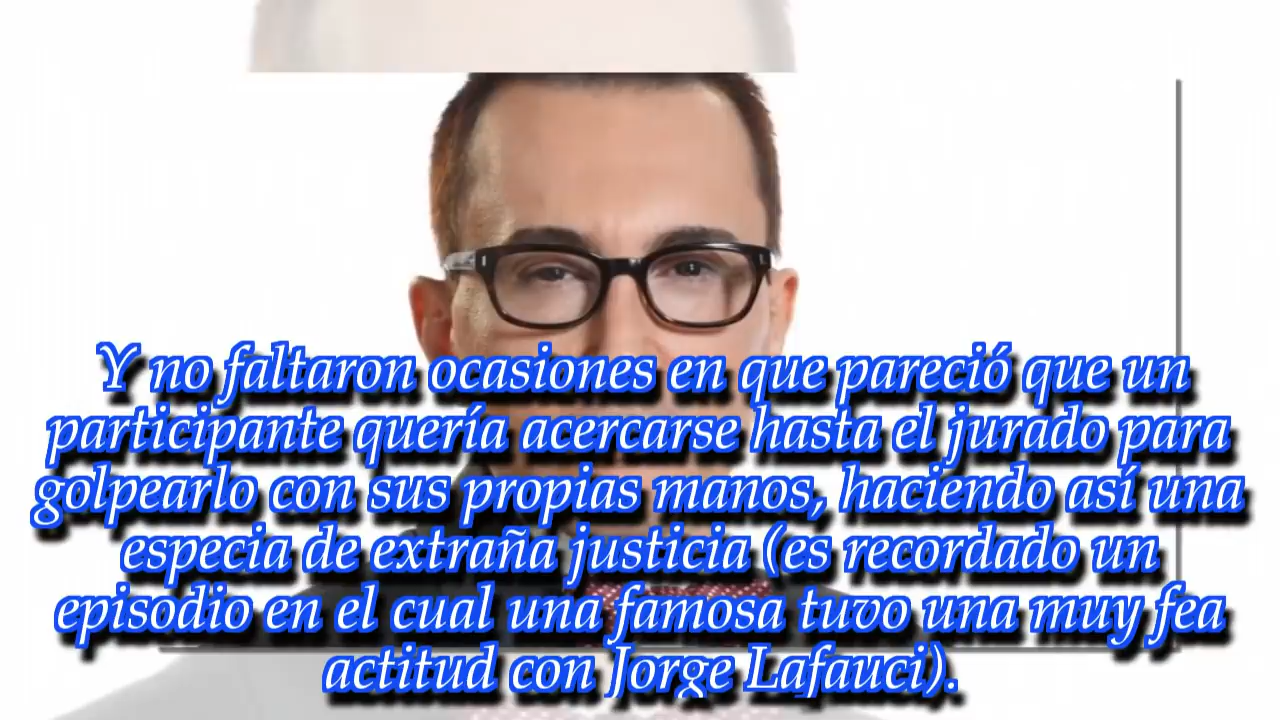 Y no faltaron ocasiones en que pareció que un
participante quería acercarse hasta el jurado para
golpearlo con sus propias manos, haciendo así una
especia de extraña justicia (es recordado un
episodio en el cual una famosa tuvo una muy fea
actitud con Jorge Lafauci).